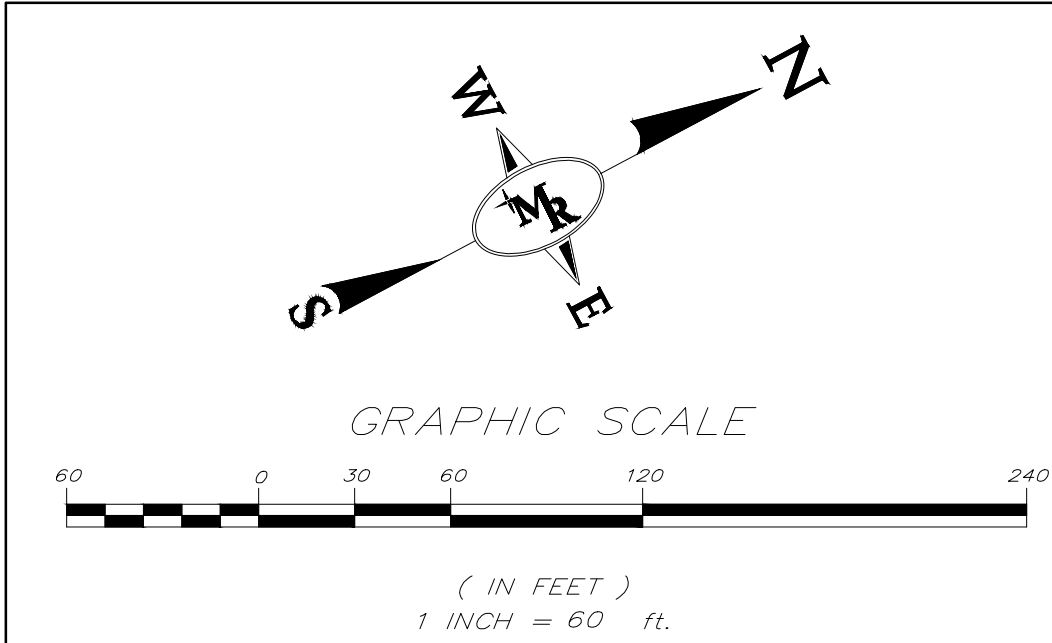 N
W
MR
E
S
GRAPHIC SCALE
60 0 30 60 120 240
( IN FEET )
1 INCH = 60 ft.